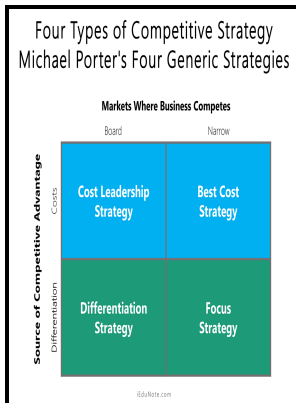 Four Types of Competitive Strategy
Michael Porter's Four Generic Strategies
Markets Where Business Competes
Board Narrow
Source of Competitive Advantage
Costs
Cost Leadership
Strategy
Best Cost
Strategy
Differentiation
Differentiation
Strategy
Focus
Strategy
iEduNote.com